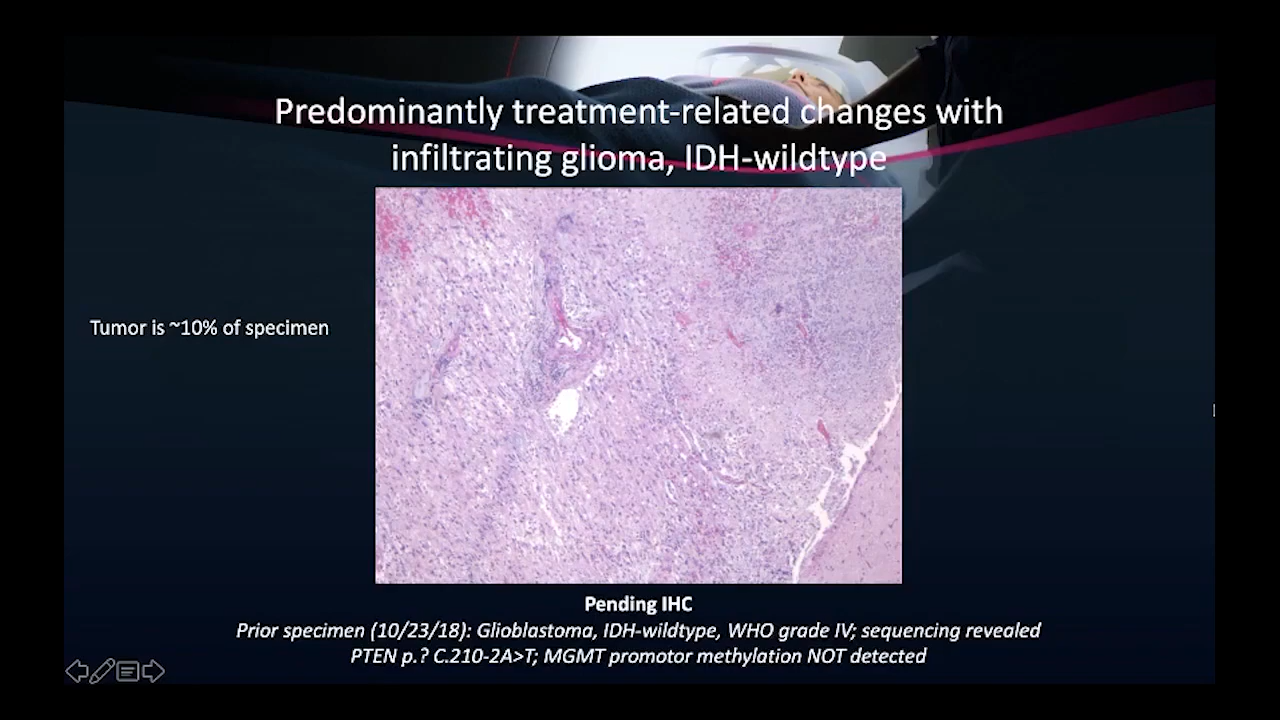 Predominantly treatment-related changes with
infiltrating glioma, IDH-wildtype
Tumor is ~10% of specimen
Pending IHC
Prior specimen (10/23/18): Glioblastoma, IDH-wildtype, WHO grade IV; sequencing revealed
PTEN p.? C.210-2A>T; MGMT promotor methylation NOT detected